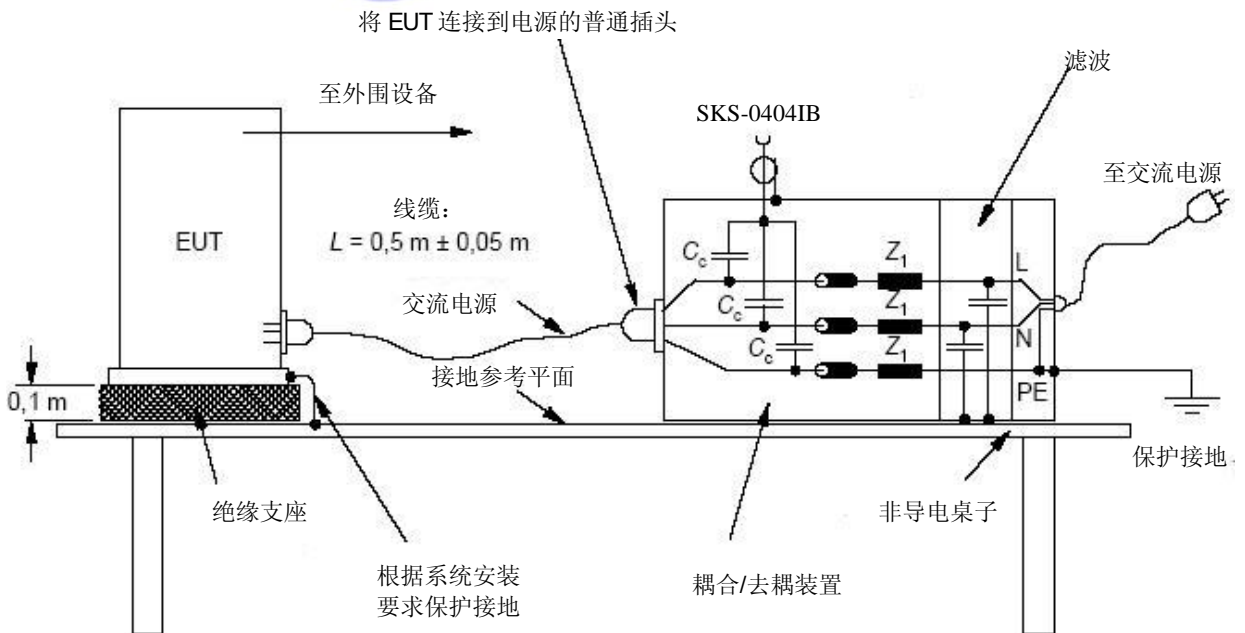 将 EUT 连接到电源的普通插头
滤波
至外围设备
SKS-0404IB
至交流电源
线缆：
L = 0,5 m ± 0,05 m
EUT
Cc
Z1
L
交流电源
Cc
Z1
N
Cc
Z1
接地参考平面
PE
0,1 m
保护接地
绝缘支座
非导电桌子
根据系统安装
要求保护接地
耦合/去耦装置